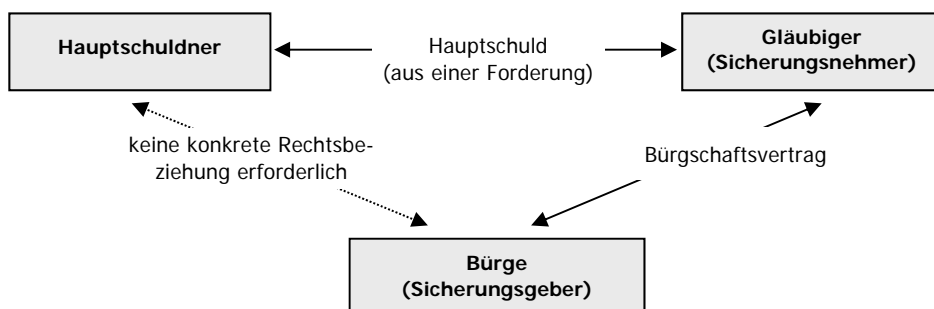 Hauptschuldner
Hauptschuld
(aus einer Forderung)
Gläubiger
(Sicherungsnehmer)
keine konkrete Rechtsbe-
ziehung erforderlich
Bürgschaftsvertrag
Bürge
(Sicherungsgeber)